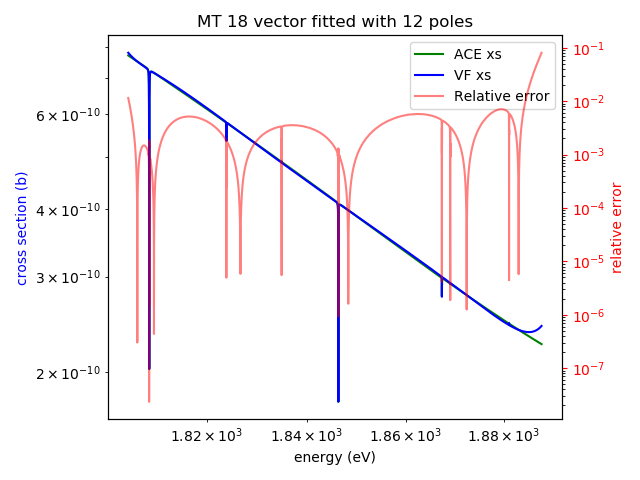 MT 18 vector fitted with 12 poles
ACE xs
VF xs
Relative error
cross section (b)
6 × 10⁻¹⁰
4 × 10⁻¹⁰
3 × 10⁻¹⁰
2 × 10⁻¹⁰
10⁻¹
10⁻²
10⁻³
10⁻⁴
10⁻⁵
10⁻⁶
10⁻⁷
relative error
1.82 × 10³ 1.84 × 10³ 1.86 × 10³ 1.88 × 10³
energy (eV)